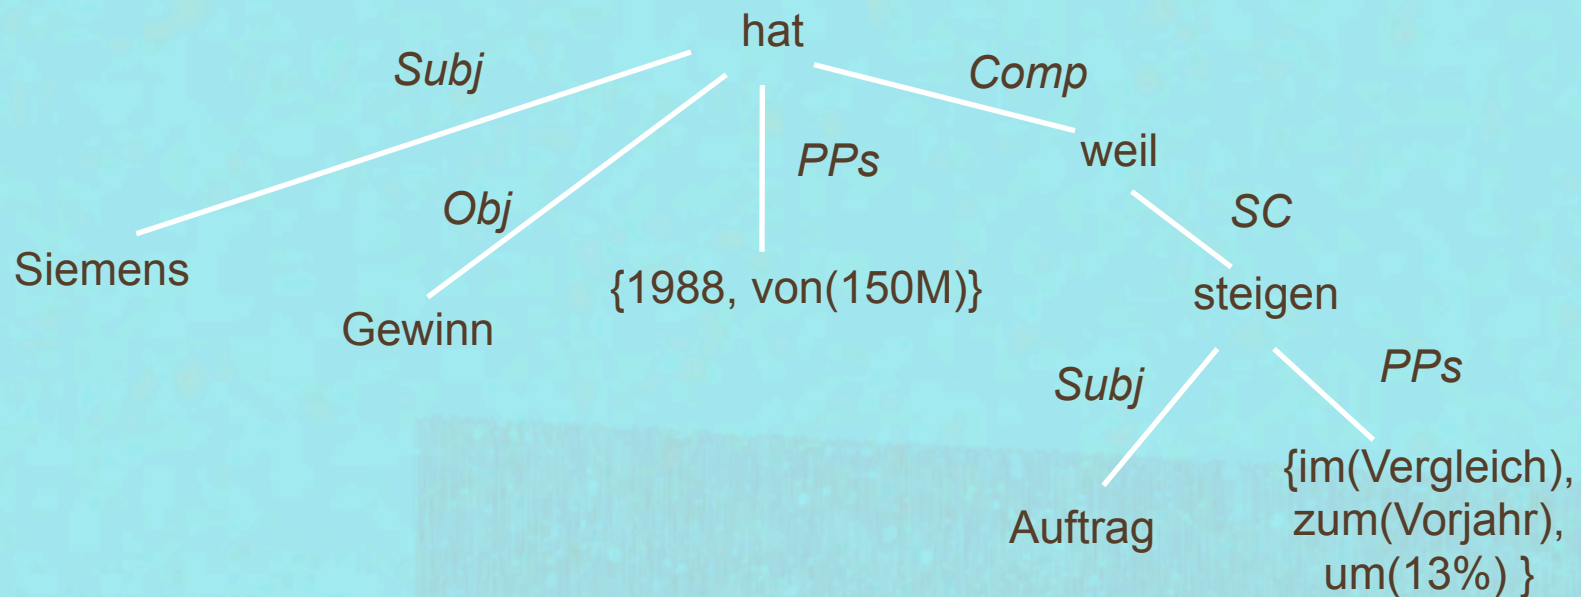 hat
Subj
Comp
weil
PPs
Obj
SC
Siemens
{1988, von(150M)}
steigen
Gewinn
Subj
PPs
{im(Vergleich),
zum(Vorjahr),
um(13%) }
Auftrag